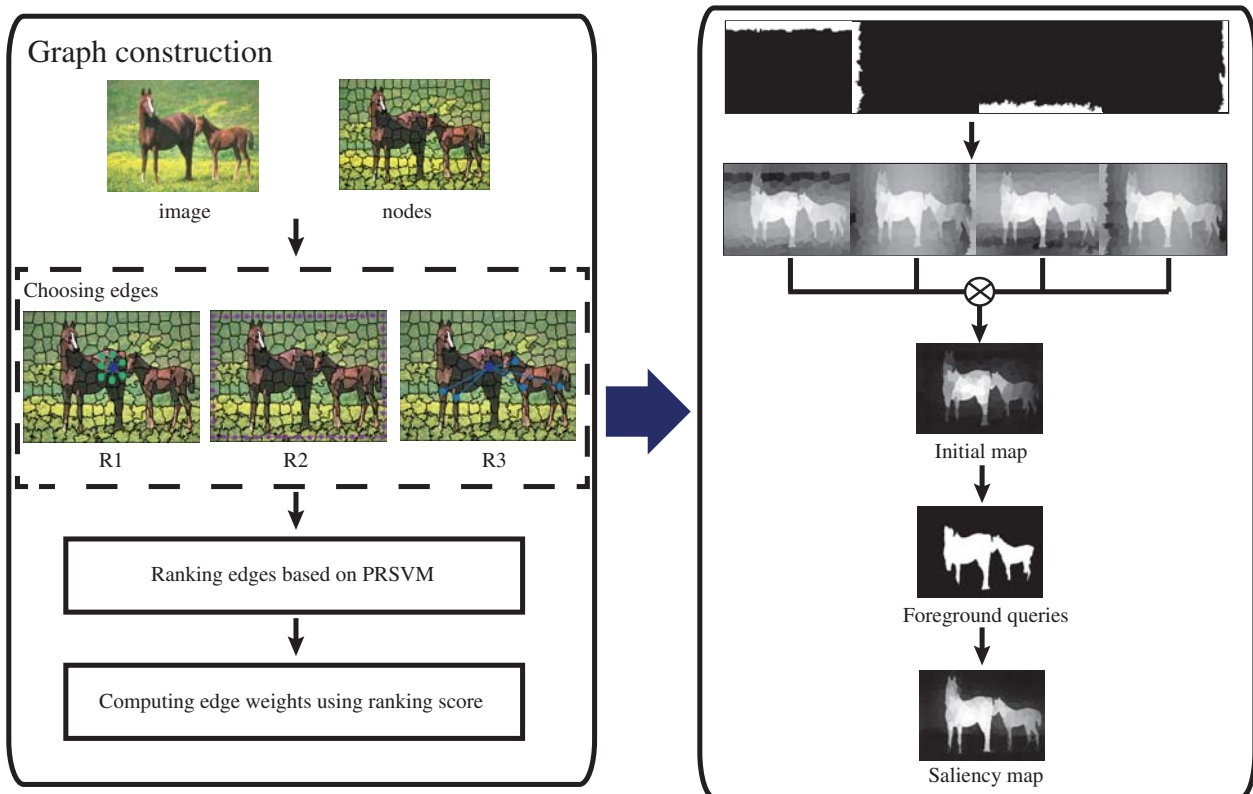 Graph construction
image
nodes
Choosing edges
R1
R2
R3
Ranking edges based on PRSVM
Computing edge weights using ranking score
Initial map
Foreground queries
Saliency map